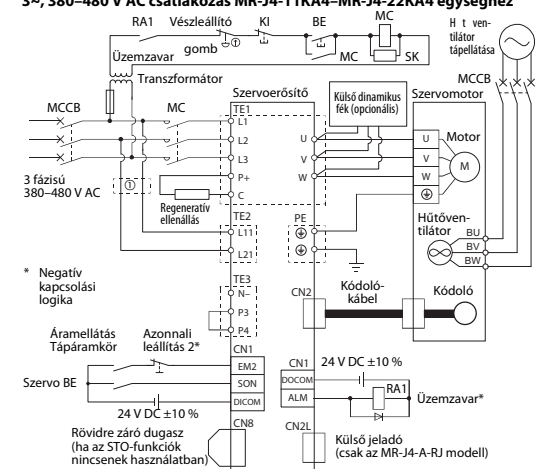 3~, 380–480 V AC csatlakozás MR-J4-11KA4–MR-J4-22KA4 egységhez
RA1
Vészleállító
gomb
①
KI
BE
MC
MC
SK
H t ven-
tilátor
tápellátása
Üzemzavar
Transzformátor
MCCB
MCCB
MC
Szervoerősítő
Külső dinamikus
fék (opcionális)
Szervomotor
TE1
L1
L2
L3
P+
C
U
V
W
U
V
W
Motor
M
3 fázisú
380–480 V AC
①
Regeneratív
ellenállás
TE2
L11
L21
PE
Hűtőven-
tilátor
BU
BV
BW
* Negatív
kapcsolási
logika
TE3
N–
P3
P4
CN2
Kódoló-
kábel
Kódoló
Áramellátás
Tápáramkör
Azonnali
leállítás 2*
CN1
EM2
SON
DICOM
Szervo BE
24 V DC ±10 %
CN1
24 V DC ±10 %
DOCOM
ALM
RA1
Üzemzavar*
Rövidre záró dugasz
(ha az STO-funkciók
nincsenek használatban)
CN8
CN2L
Külső jeladó
(csak az MR-J4-A-RJ modell)